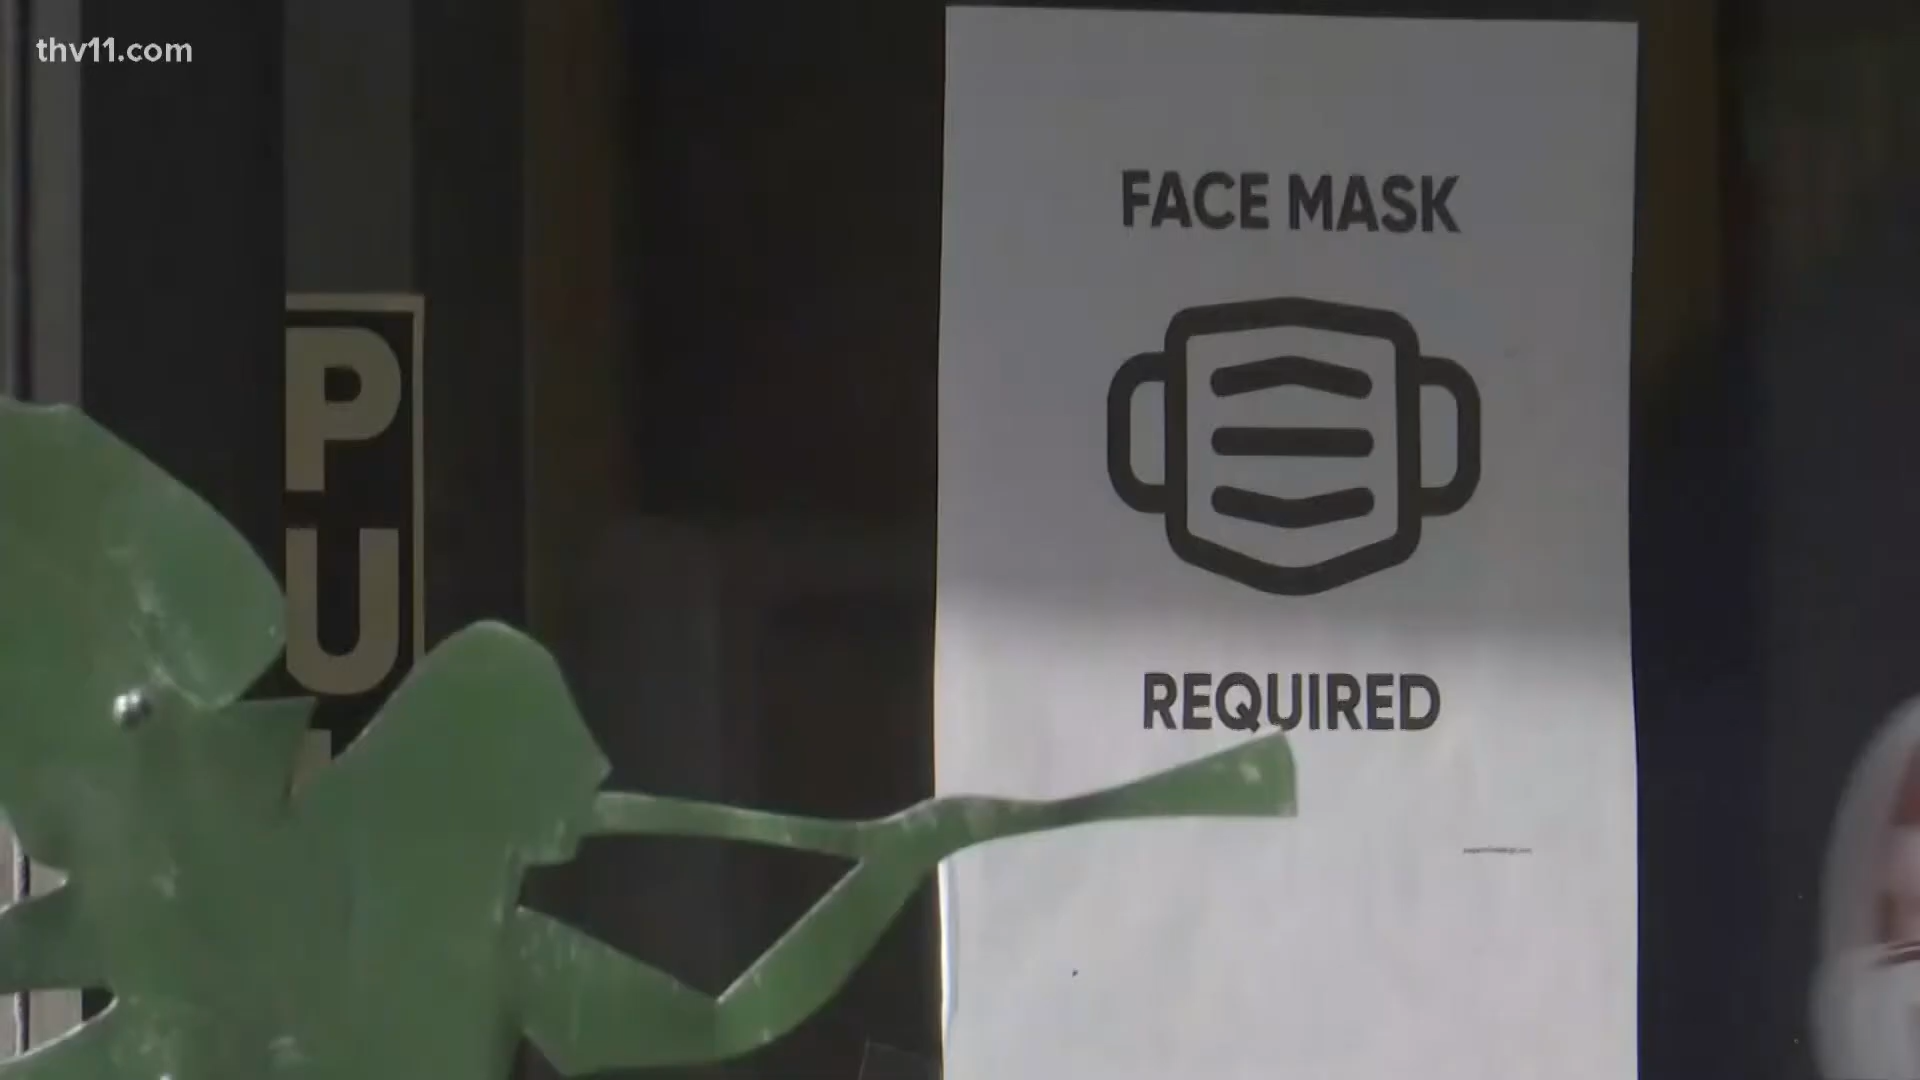 thv11.com
FACE MASK
REQUIRED
P
U